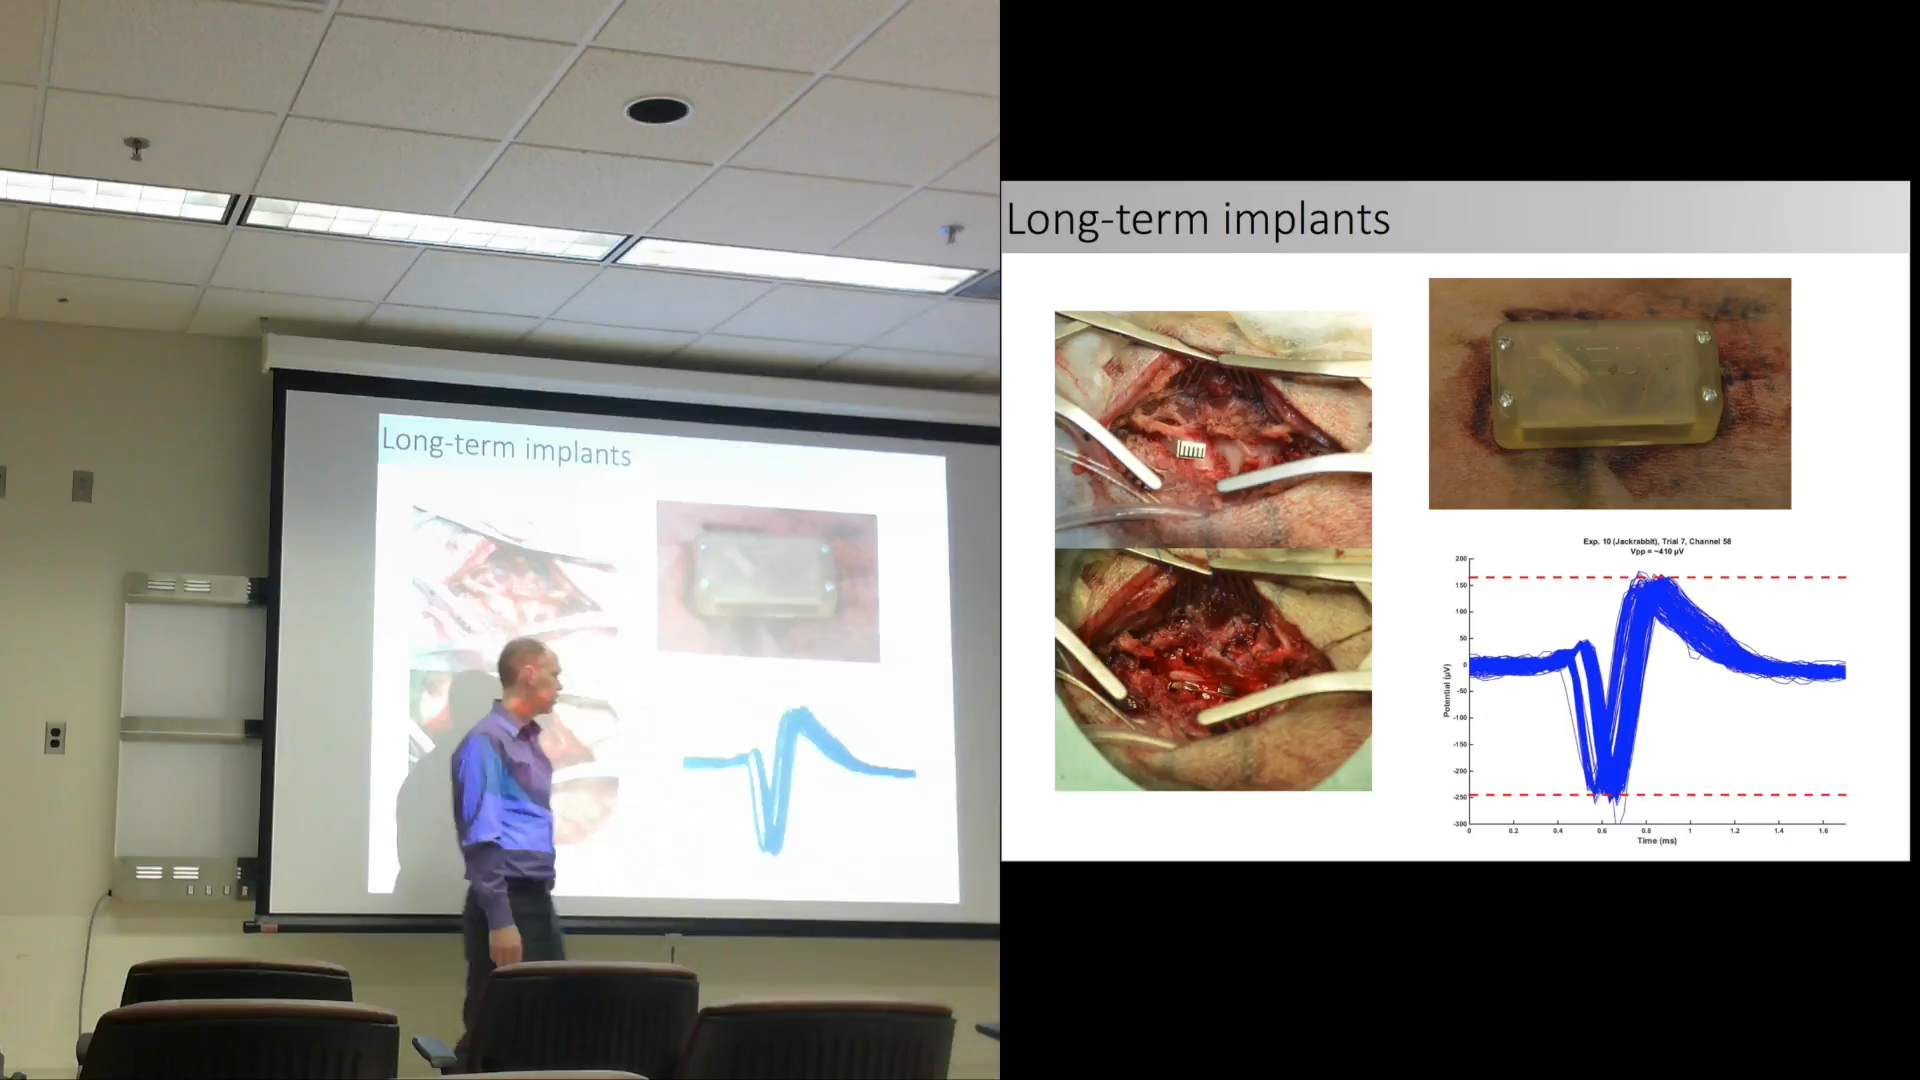 Long-term implants
Long-term implants
Exp. 10 (Jackrabbit), Trial 7, Channel 58
Vpp = ~410 µV
200
150
100
50
0
-50
-100
-150
-200
-250
-300
Potential (µV)
0 0.2 0.4 0.6 0.8 1 1.2 1.4 1.6
Time (ms)